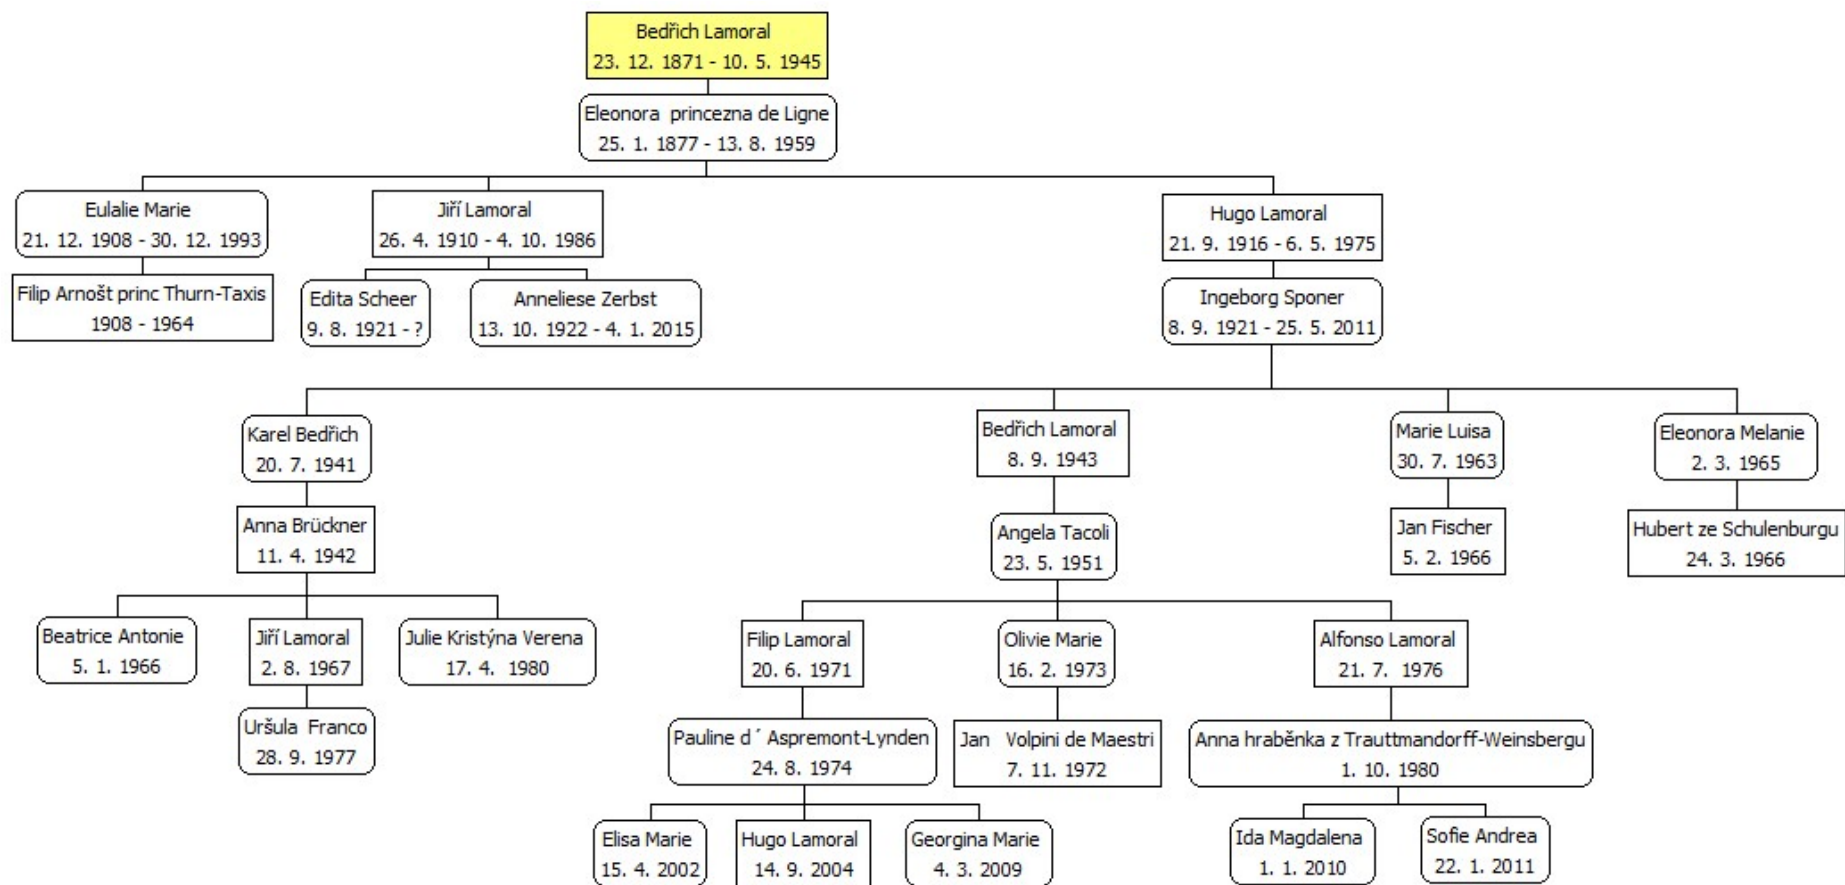 Bedřich Lamoral
23. 12. 1871 - 10. 5. 1945
Eleonora princezna de Ligne
25. 1. 1877 - 13. 8. 1959
Eulalie Marie
21. 12. 1908 - 30. 12. 1993
Filip Arnošt princ Thurn-Taxis
1908 - 1964
Jiří Lamoral
26. 4. 1910 - 4. 10. 1986
Edita Scheer
9. 8. 1921 - ?
Anneliese Zerbst
13. 10. 1922 - 4. 1. 2015
Hugo Lamoral
21. 9. 1916 - 6. 5. 1975
Ingeborg Sponer
8. 9. 1921 - 25. 5. 2011
Karel Bedřich
20. 7. 1941
Anna Brückner
11. 4. 1942
Bedřich Lamoral
8. 9. 1943
Angela Tacoli
23. 5. 1951
Marie Luisa
30. 7. 1963
Jan Fischer
5. 2. 1966
Eleonora Melanie
2. 3. 1965
Hubert ze Schulenburgu
24. 3. 1966
Beatrice Antonie
5. 1. 1966
Jiří Lamoral
2. 8. 1967
Uršula Franco
28. 9. 1977
Julie Kristýna Verena
17. 4. 1980
Filip Lamoral
20. 6. 1971
Pauline d´ Aspremont-Lynden
24. 8. 1974
Olivie Marie
16. 2. 1973
Jan Volpini de Maestri
7. 11. 1972
Alfonso Lamoral
21. 7. 1976
Anna hraběnka z Trauttmandorff-Weinsbergu
1. 10. 1980
Elisa Marie
15. 4. 2002
Hugo Lamoral
14. 9. 2004
Georgina Marie
4. 3. 2009
Ida Magdalena
1. 1. 2010
Sofie Andrea
22. 1. 2011